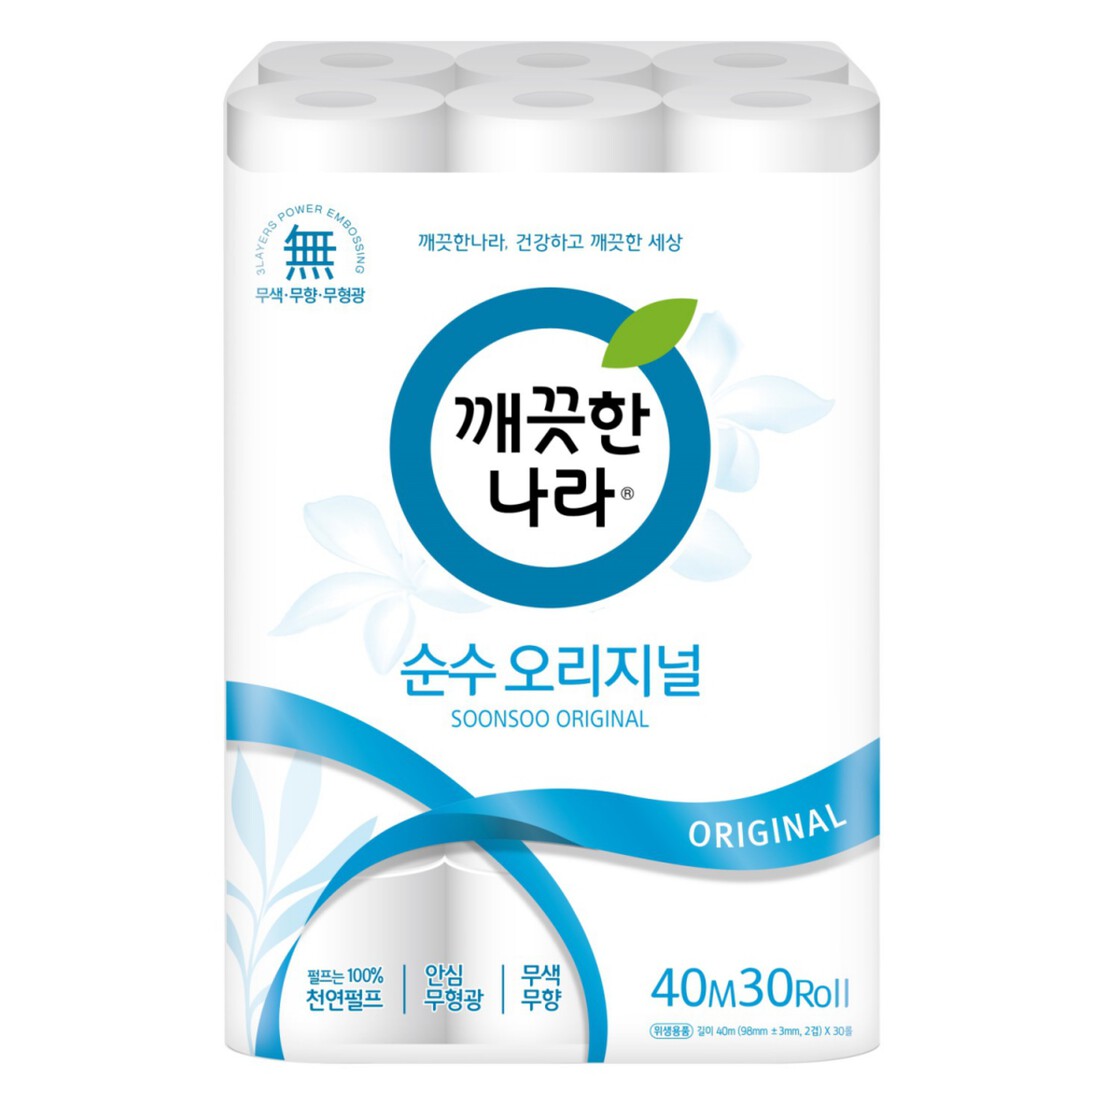 3LAYERS POWER EMBOSSING
無
무색·무향·무형광
깨끗한나라, 건강하고 깨끗한 세상
깨끗한
나라®
순수 오리지널
SOONSOO ORIGINAL
ORIGINAL
펄프는 100%
천연펄프
안심
무형광
무색
무향
40M30Roll
위생용품 길이 40m (98mm ±3mm, 2겹) X 30롤